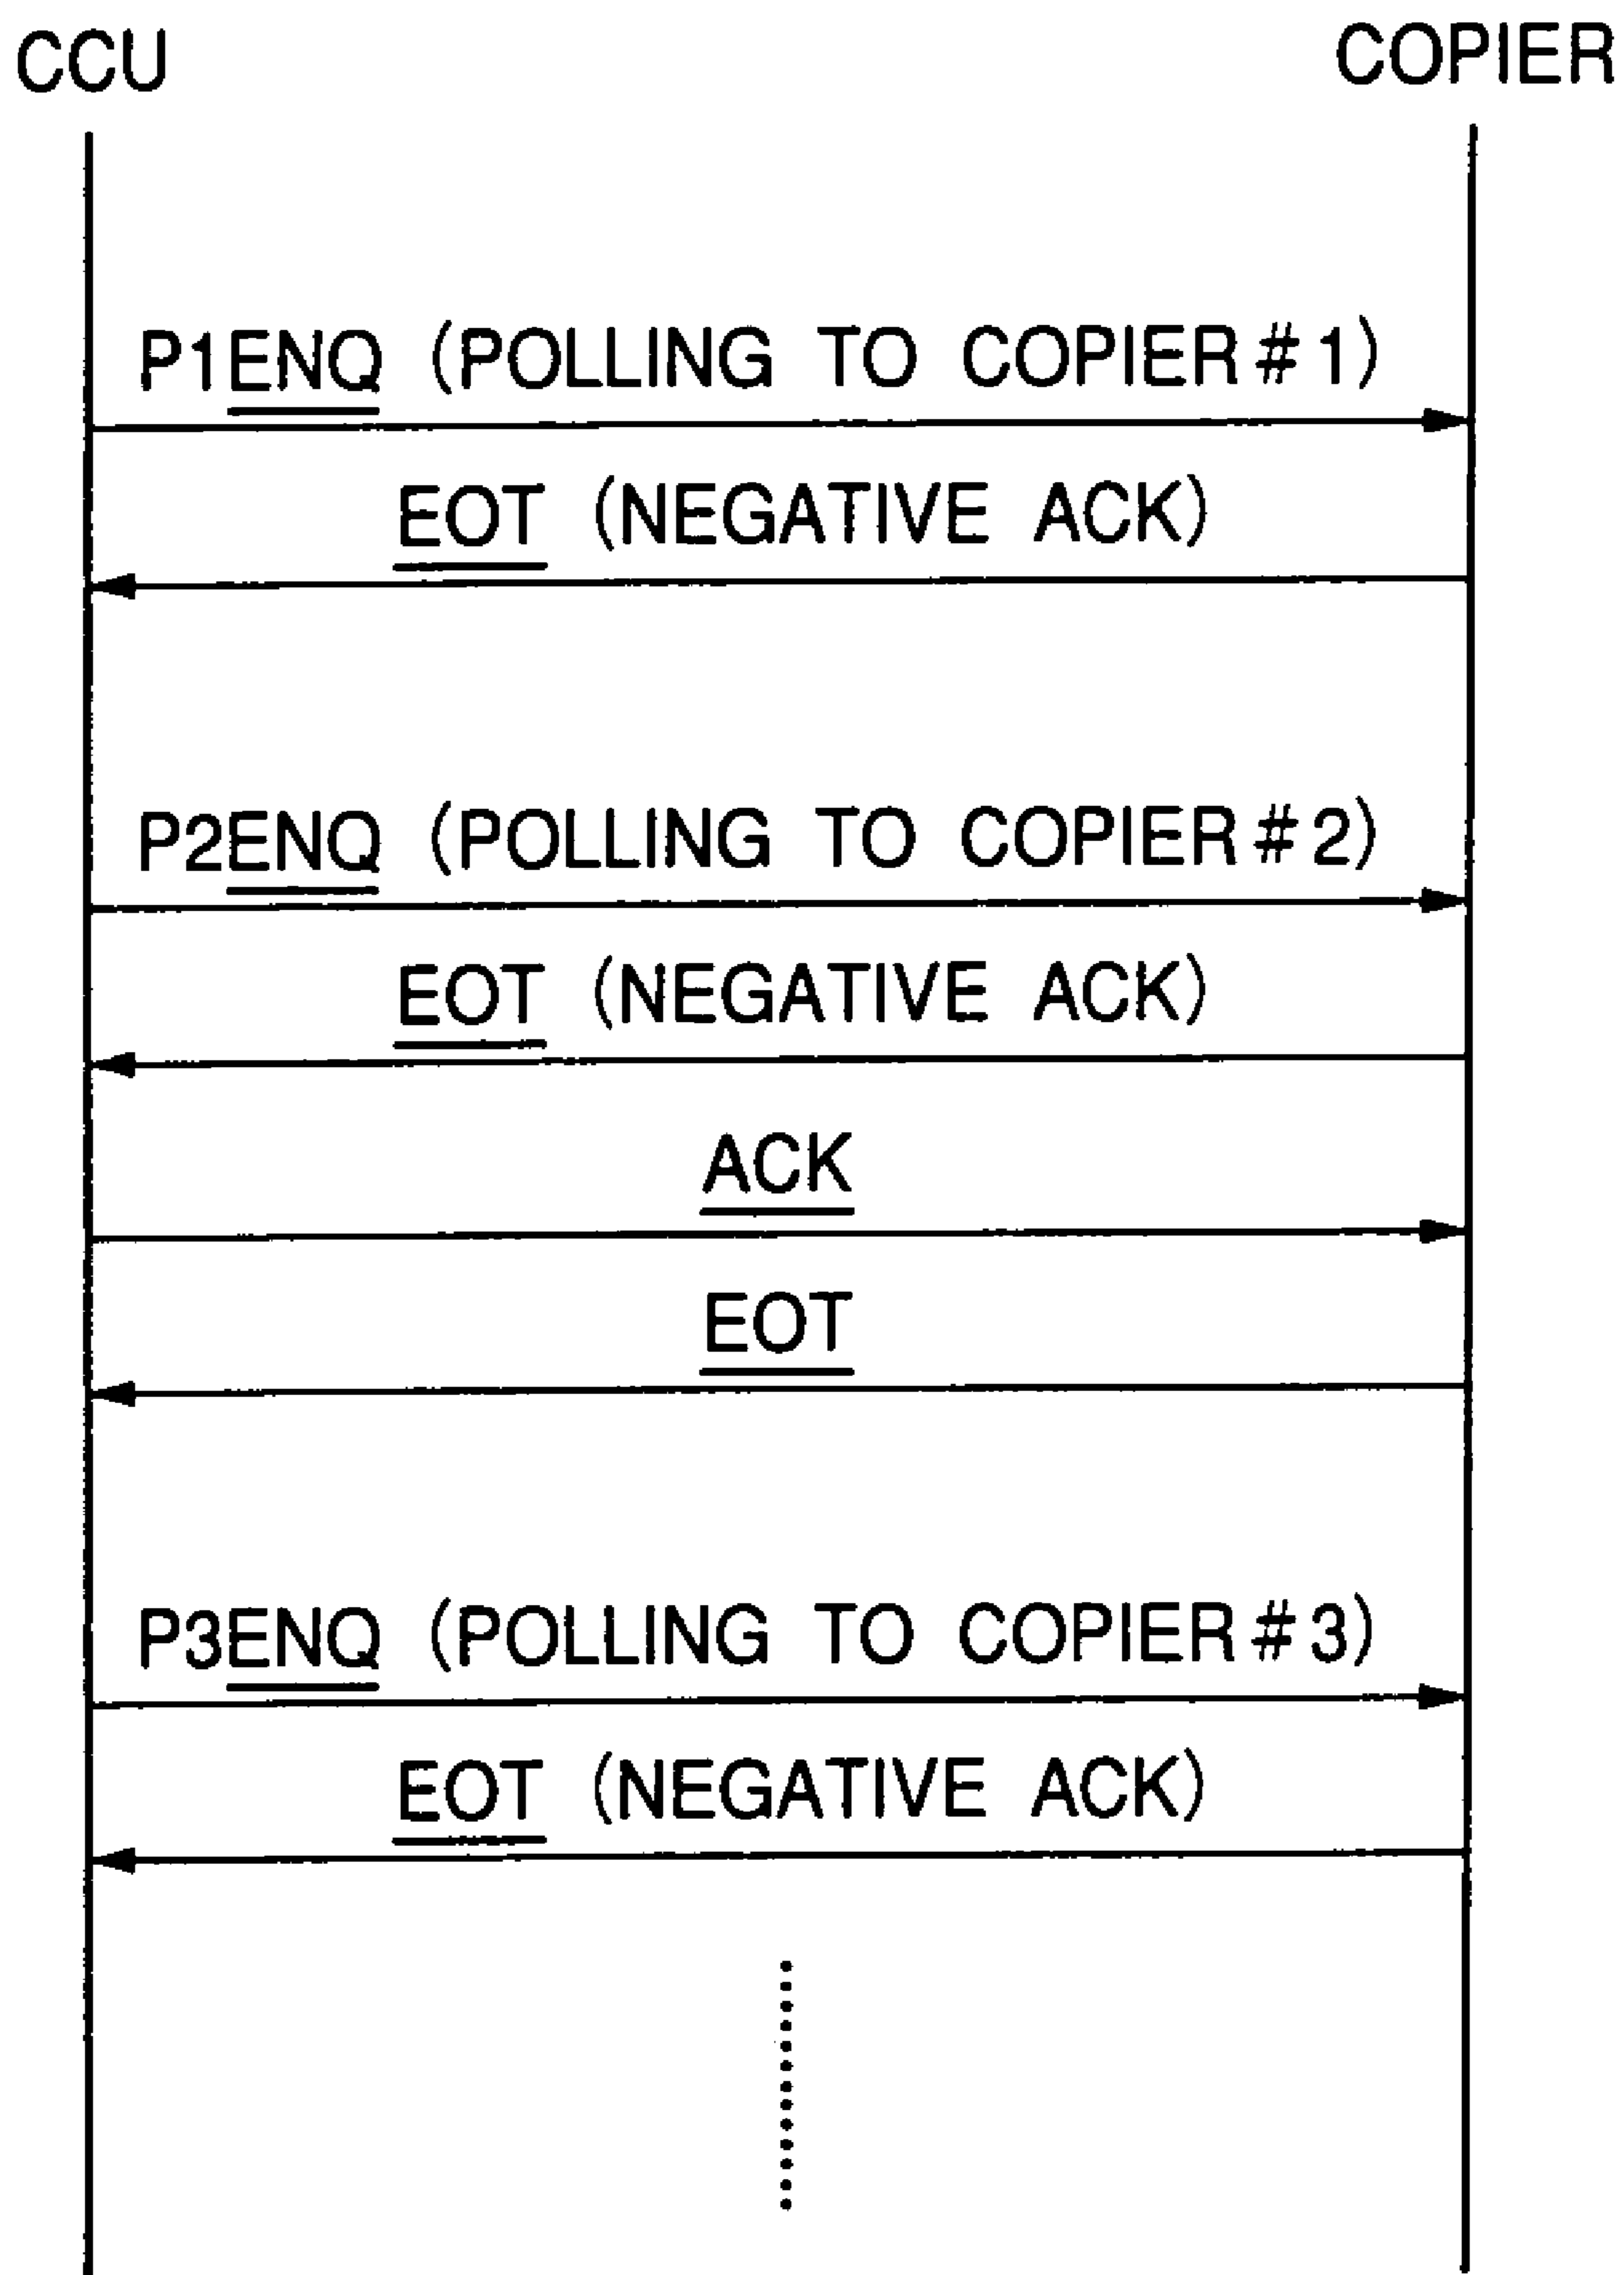 CCU COPIER
P1ENQ (POLLING TO COPIER#1)
EOT (NEGATIVE ACK)
P2ENQ (POLLING TO COPIER#2)
EOT (NEGATIVE ACK)
ACK
EOT
P3ENQ (POLLING TO COPIER#3)
EOT (NEGATIVE ACK)